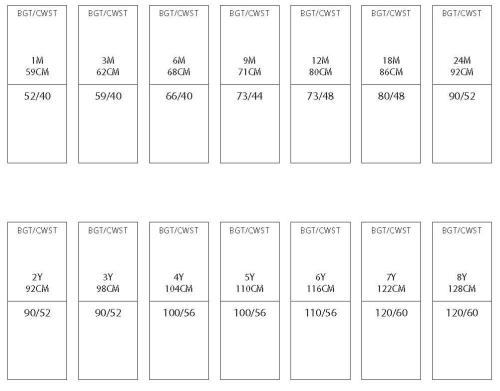 BGT/CWST
1M
59CM
52/40
BGT/CWST
3M
62CM
59/40
BGT/CWST
6M
68CM
66/40
BGT/CWST
9M
71CM
73/44
BGT/CWST
12M
80CM
73/48
BGT/CWST
18M
86CM
80/48
BGT/CWST
24M
92CM
90/52
BGT/CWST
2Y
92CM
90/52
BGT/CWST
3Y
98CM
90/52
BGT/CWST
4Y
104CM
100/56
BGT/CWST
5Y
110CM
100/56
BGT/CWST
6Y
116CM
110/56
BGT/CWST
7Y
122CM
120/60
BGT/CWST
8Y
128CM
120/60